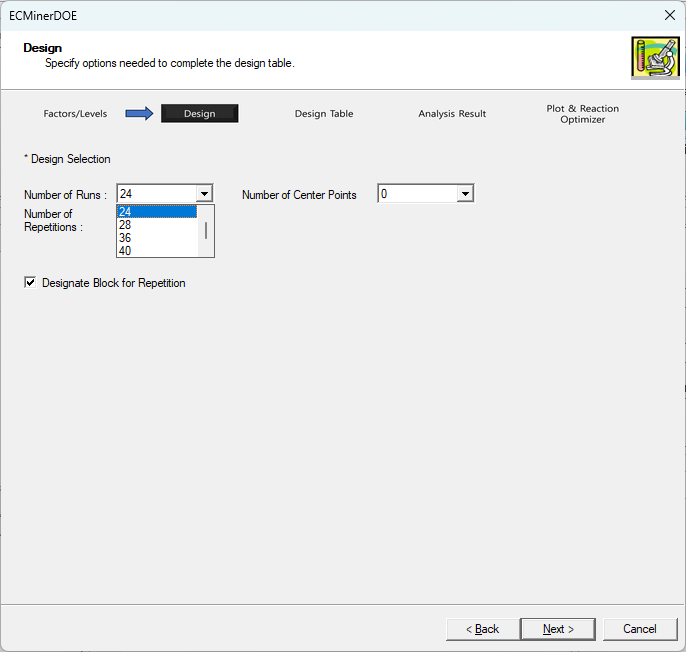 ECMinerDOE
Design
Specify options needed to complete the design table.
Factors/Levels
Design
Design Table
Analysis Result
Plot & Reaction
Optimizer
* Design Selection
Number of Runs :
24
Number of Center Points
0
Number of
Repetitions :
24
28
36
40
Designate Block for Repetition
< Back
Next >
Cancel